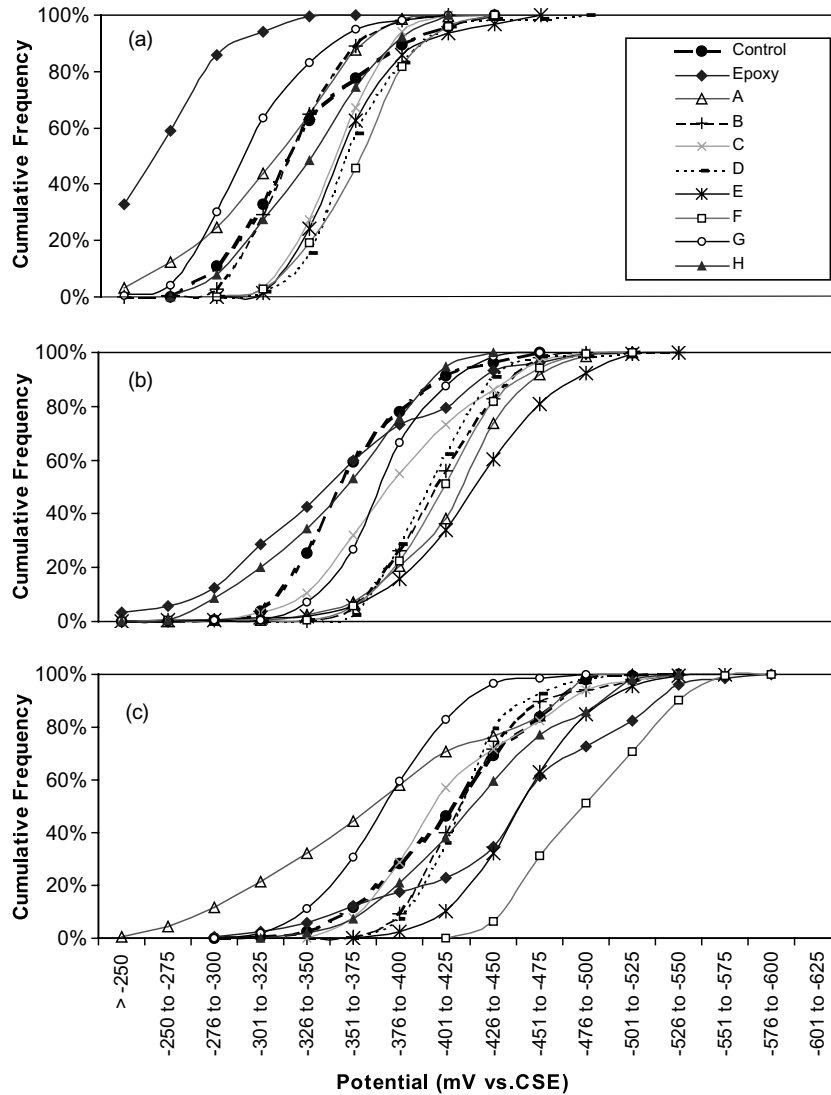 (a)
Cumulative Frequency
100%
80%
60%
40%
20%
0%
Control
Epoxy
A
B
C
D
E
F
G
H
(b)
Cumulative Frequency
100%
80%
60%
40%
20%
0%
(c)
Cumulative Frequency
100%
80%
60%
40%
20%
0%
> -250
-250 to -275
-276 to -300
-301 to -325
-326 to -350
-351 to -375
-376 to -400
-401 to -425
-426 to -450
-451 to -475
-476 to -500
-501 to -525
-526 to -550
-551 to -575
-576 to -600
-601 to -625
Potential (mV vs.CSE)